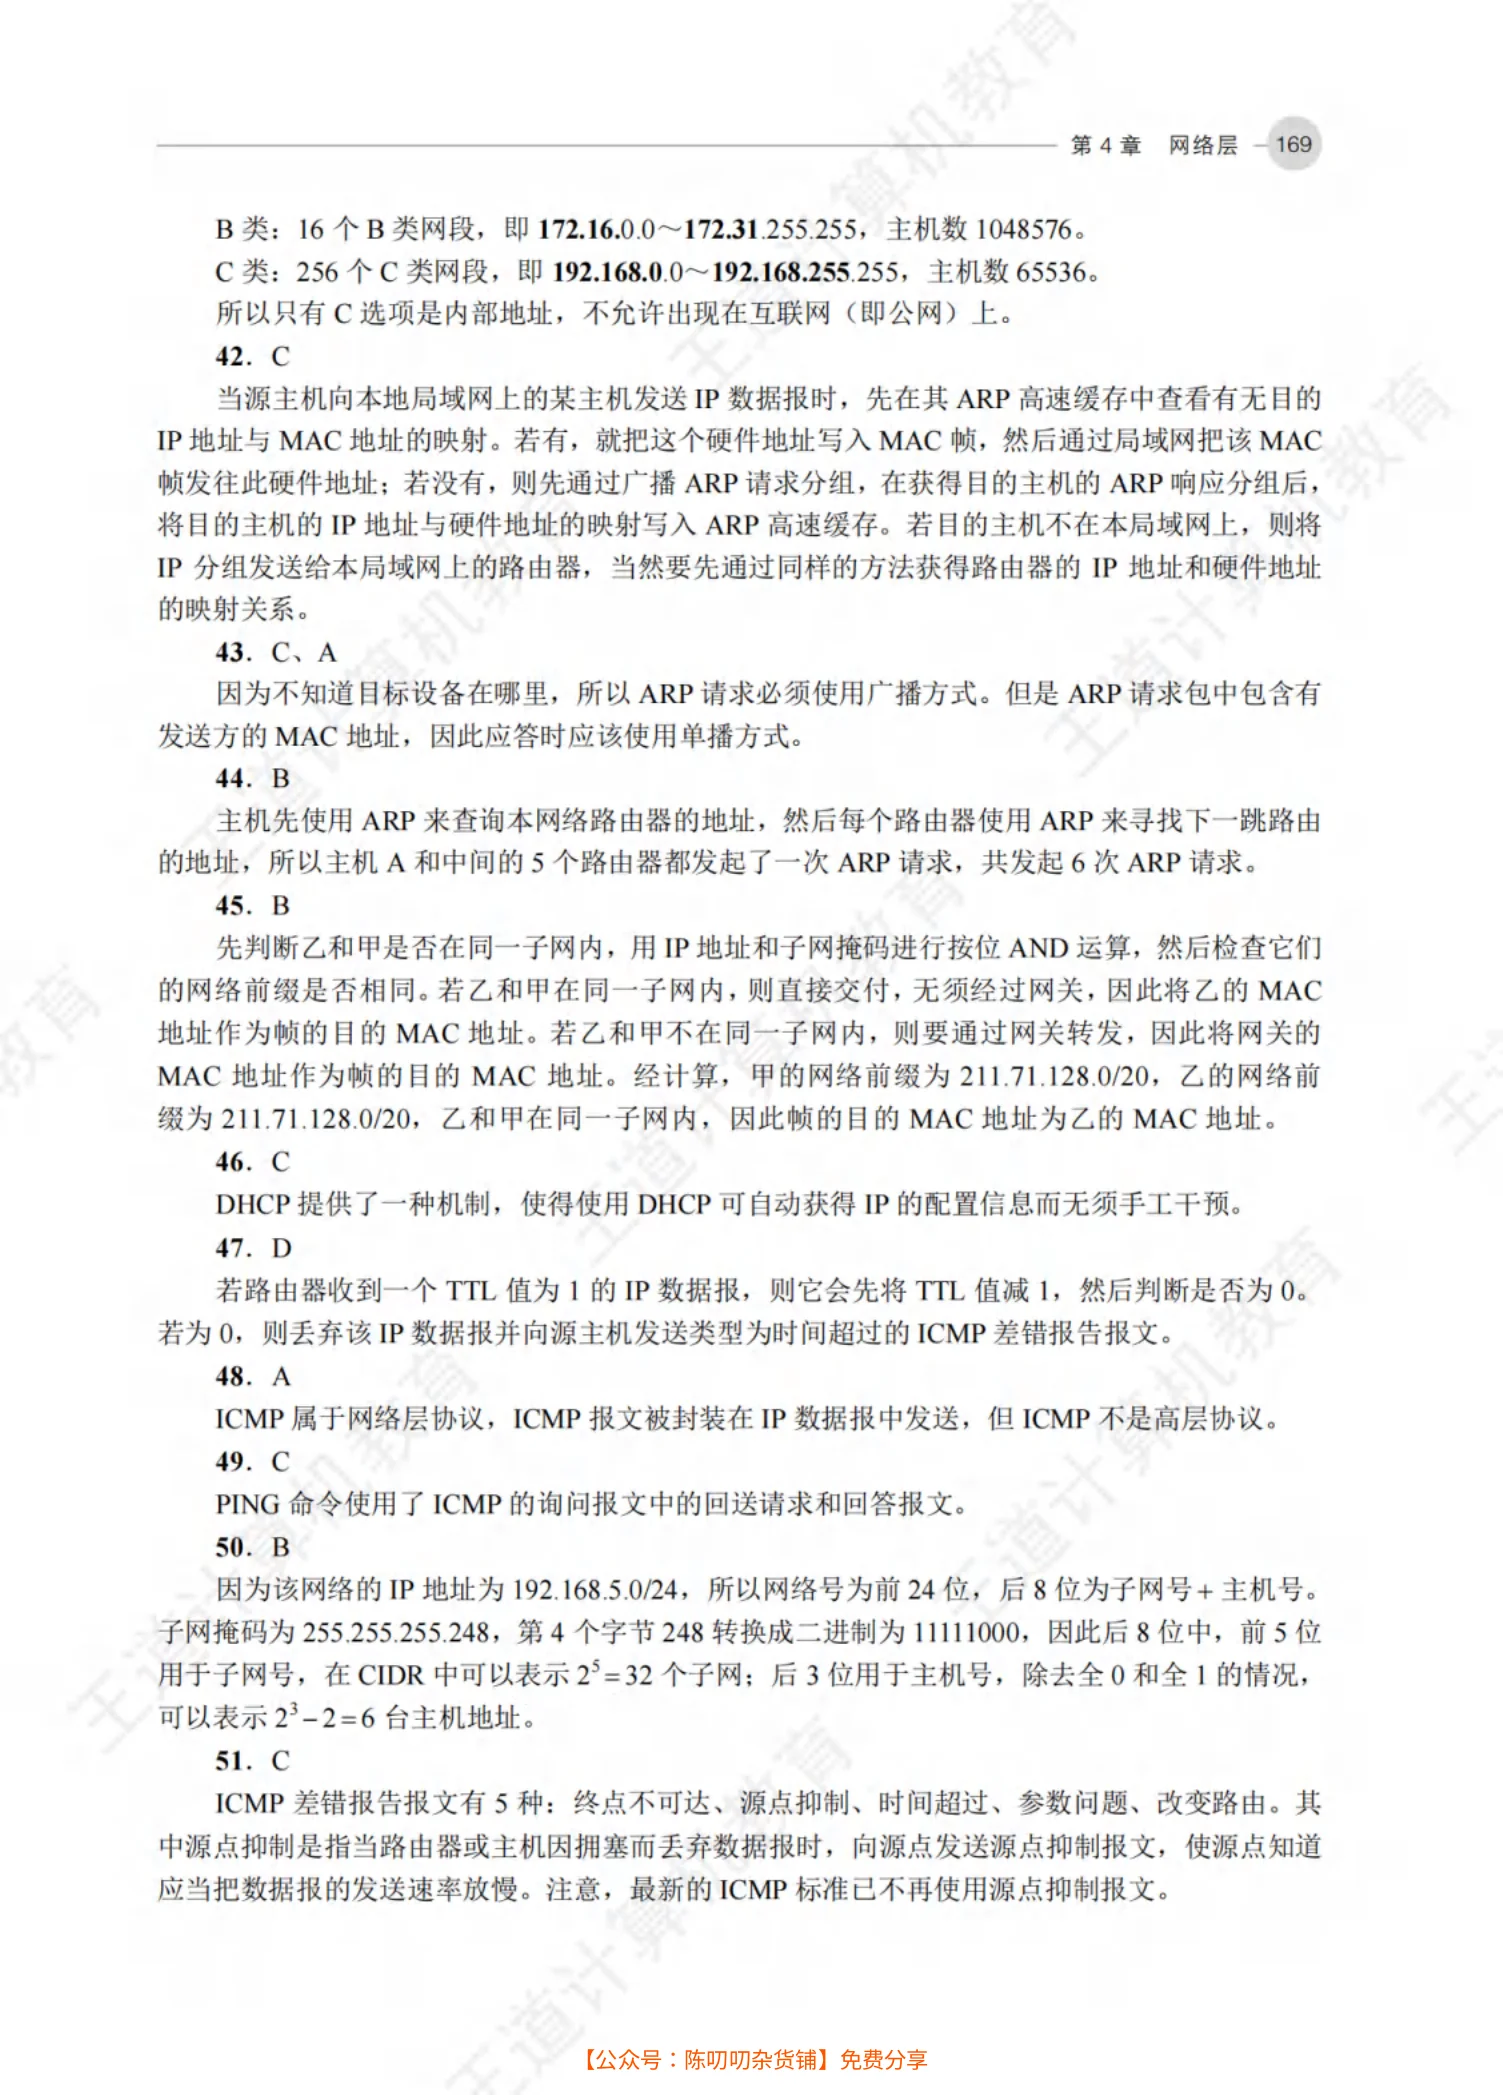 第 4 章 网络层 169
B 类：16 个 B 类网段，即 172.16.0.0～172.31.255.255，主机数 1048576。
C 类：256 个 C 类网段，即 192.168.0.0～192.168.255.255，主机数 65536。
所以只有 C 选项是内部地址，不允许出现在互联网（即公网）上。
42．C
当源主机向本地局域网上的某主机发送 IP 数据报时，先在其 ARP 高速缓存中查看有无目的
IP 地址与 MAC 地址的映射。若有，就把这个硬件地址写入 MAC 帧，然后通过局域网把该 MAC
帧发往此硬件地址；若没有，则先通过广播 ARP 请求分组，在获得目的主机的 ARP 响应分组后，
将目的主机的 IP 地址与硬件地址的映射写入 ARP 高速缓存。若目的主机不在本局域网上，则将
IP 分组发送给本局域网上的路由器，当然要先通过同样的方法获得路由器的 IP 地址和硬件地址
的映射关系。
43．C、A
因为不知道目标设备在哪里，所以 ARP 请求必须使用广播方式。但是 ARP 请求包中包含有
发送方的 MAC 地址，因此应答时应该使用单播方式。
44．B
主机先使用 ARP 来查询本网络路由器的地址，然后每个路由器使用 ARP 来寻找下一跳路由
的地址，所以主机 A 和中间的 5 个路由器都发起了一次 ARP 请求，共发起 6 次 ARP 请求。
45．B
先判断乙和甲是否在同一子网内，用 IP 地址和子网掩码进行按位 AND 运算，然后检查它们
的网络前缀是否相同。若乙和甲在同一子网内，则直接交付，无须经过网关，因此将乙的 MAC
地址作为帧的目的 MAC 地址。若乙和甲不在同一子网内，则要通过网关转发，因此将网关的
MAC 地址作为帧的目的 MAC 地址。经计算，甲的网络前缀为 211.71.128.0/20，乙的网络前
缀为 211.71.128.0/20，乙和甲在同一子网内，因此帧的目的 MAC 地址为乙的 MAC 地址。
46．C
DHCP 提供了一种机制，使得使用 DHCP 可自动获得 IP 的配置信息而无须手工干预。
47．D
若路由器收到一个 TTL 值为 1 的 IP 数据报，则它会先将 TTL 值减 1，然后判断是否为 0。
若为 0，则丢弃该 IP 数据报并向源主机发送类型为时间超过的 ICMP 差错报告报文。
48．A
ICMP 属于网络层协议，ICMP 报文被封装在 IP 数据报中发送，但 ICMP 不是高层协议。
49．C
PING 命令使用了 ICMP 的询问报文中的回送请求和回答报文。
50．B
因为该网络的 IP 地址为 192.168.5.0/24，所以网络号为前 24 位，后 8 位为子网号 + 主机号。
子网掩码为 255.255.255.248，第 4 个字节 248 转换成二进制为 11111000，因此后 8 位中，前 5 位
用于子网号，在 CIDR 中可以表示 2⁵ = 32 个子网；后 3 位用于主机号，除去全 0 和全 1 的情况，
可以表示 2³ − 2 = 6 台主机地址。
51．C
ICMP 差错报告报文有 5 种：终点不可达、源点抑制、时间超过、参数问题、改变路由。其
中源点抑制是指当路由器或主机因拥塞而丢弃数据报时，向源点发送源点抑制报文，使源点知道
应当把数据报的发送速率放慢。注意，最新的 ICMP 标准已不再使用源点抑制报文。
【公众号：陈叨叨杂货铺】免费分享
王道计算机教育